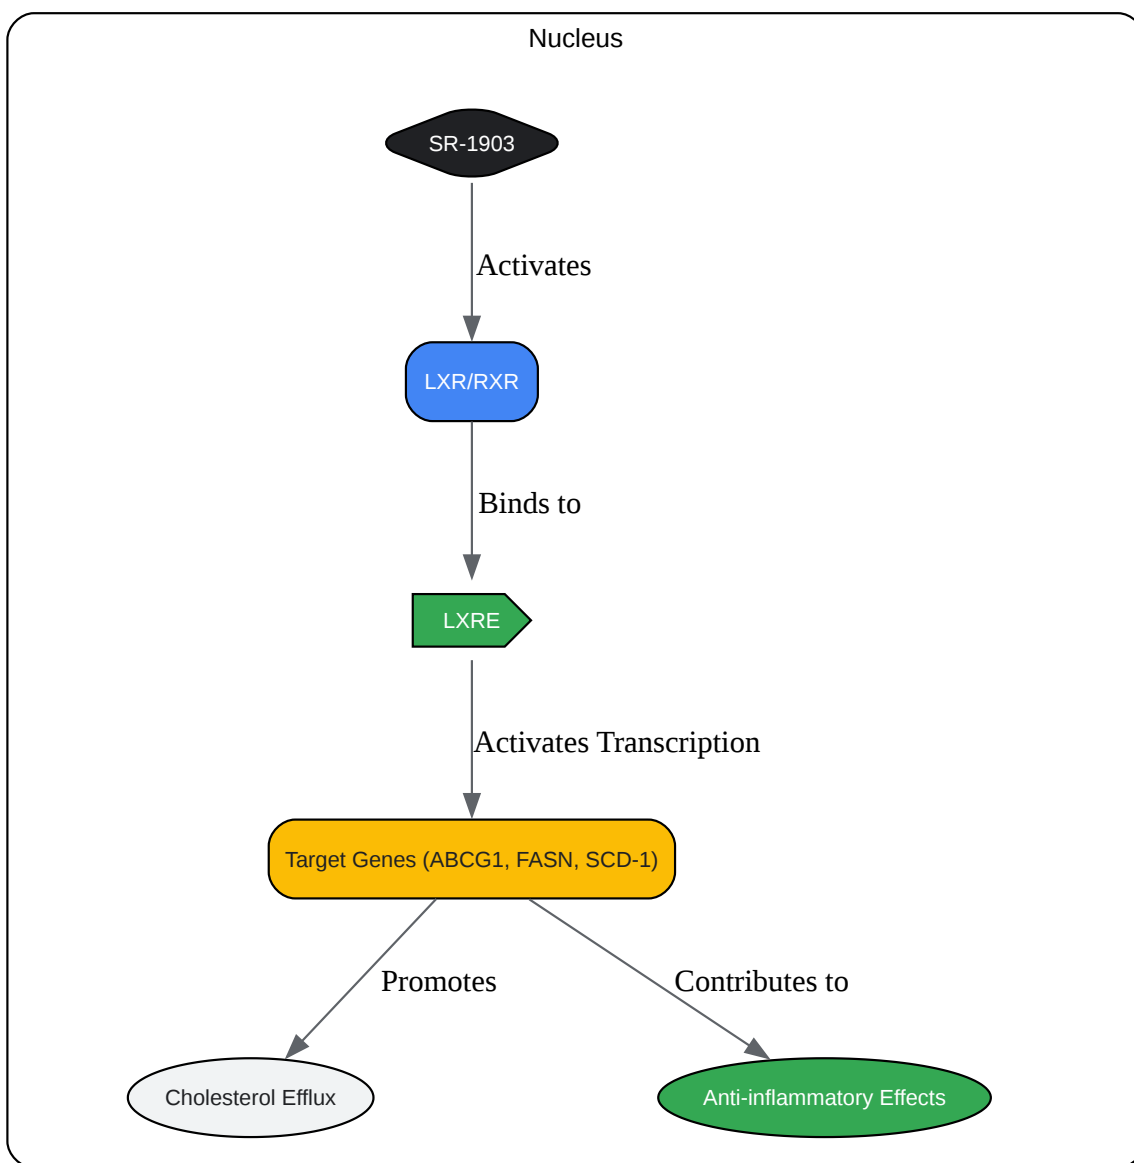 Nucleus
SR-1903
Activates
LXR/RXR
Binds to
LXRE
Activates Transcription
Target Genes (ABCG1, FASN, SCD-1)
Promotes
Contributes to
Cholesterol Efflux
Anti-inflammatory Effects